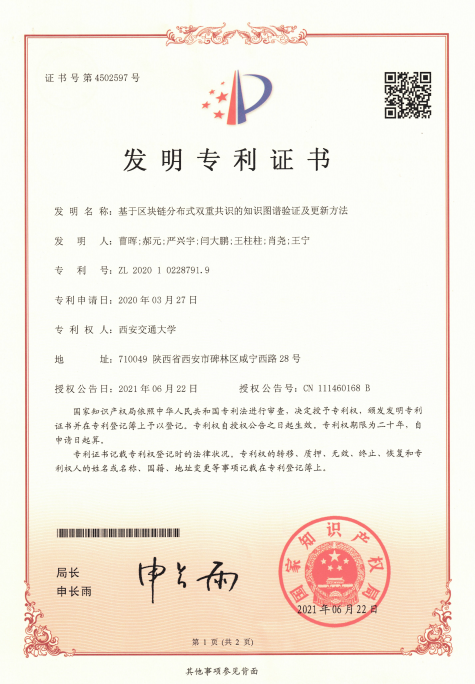 证书号第4502597号
发明专利证书
发明名称：基于区块链分布式双重共识的知识图谱验证及更新方法
发明人：曹晖;郝元;严兴宇;闫大鹏;王柱柱;肖尧;王宁
专利号：ZL 2020 1 0228791.9
专利申请日：2020年03月27日
专利权人：西安交通大学
地址：710049 陕西省西安市碑林区咸宁西路28号
授权公告日：2021年06月22日 授权公告号：CN 111460168 B
国家知识产权局依照中华人民共和国专利法进行审查，决定授予专利权，颁发发明专利
证书并在专利登记簿上予以登记。专利权自授权公告之日起生效。专利权期限为二十年，自
申请日起算。
专利证书记载专利权登记时的法律状况。专利权的转移、质押、无效、终止、恢复和专
利权人的姓名或名称、国籍、地址变更等事项记载在专利登记簿上。
局长
申长雨
申长雨
国家知识产权局
2021年06月22日
第1页(共2页)
其他事项参见背面